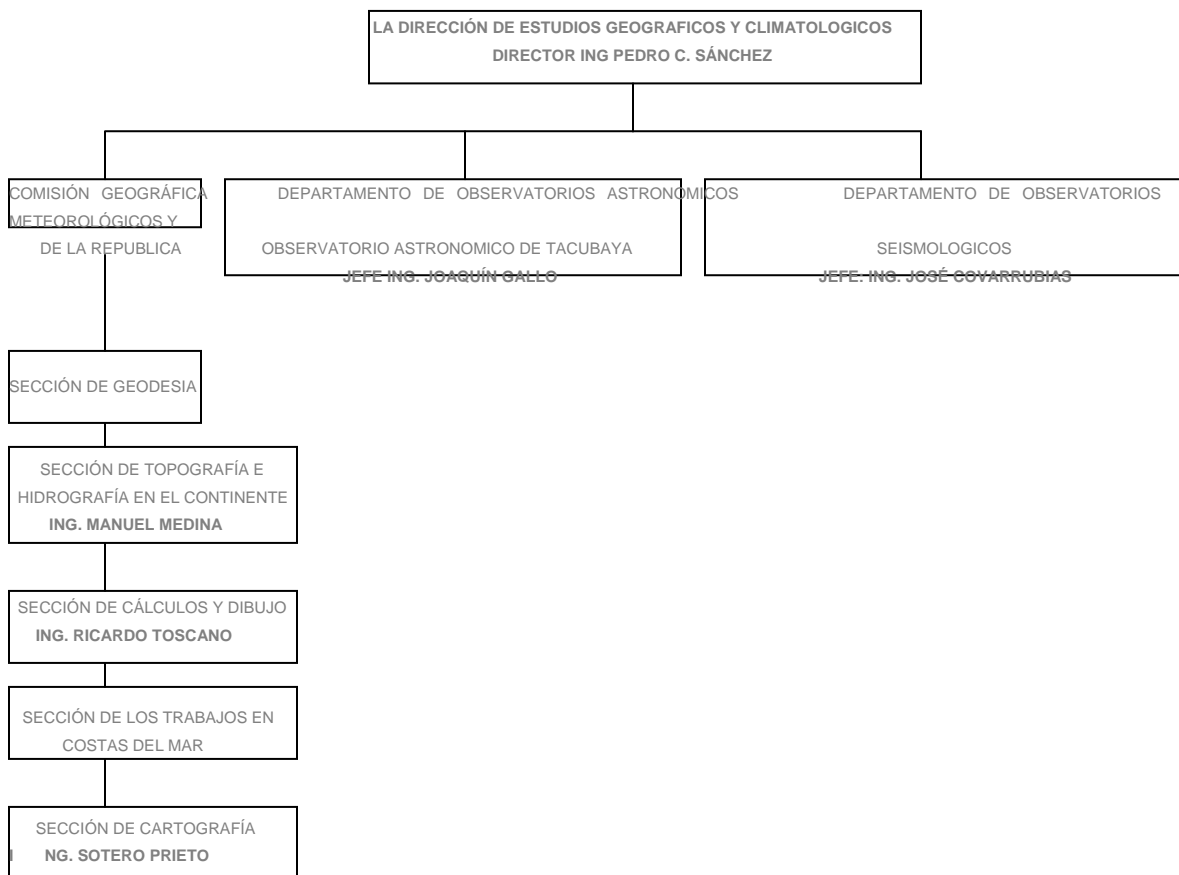 LA DIRECCIÓN DE ESTUDIOS GEOGRAFICOS Y CLIMATOLOGICOS
DIRECTOR ING PEDRO C. SÁNCHEZ
COMISIÓN GEOGRÁFICA
METEOROLÓGICOS Y
DE LA REPUBLICA
DEPARTAMENTO DE OBSERVATORIOS ASTRONOMICOS
OBSERVATORIO ASTRONOMICO DE TACUBAYA
JEFE ING. JOAQUÍN GALLO
DEPARTAMENTO DE OBSERVATORIOS
SEISMOLOGICOS
JEFE: ING. JOSÉ COVARRUBIAS
SECCIÓN DE GEODESIA
SECCIÓN DE TOPOGRAFÍA E
HIDROGRAFÍA EN EL CONTINENTE
ING. MANUEL MEDINA
SECCIÓN DE CÁLCULOS Y DIBUJO
ING. RICARDO TOSCANO
SECCIÓN DE LOS TRABAJOS EN
COSTAS DEL MAR
SECCIÓN DE CARTOGRAFÍA
I NG. SOTERO PRIETO